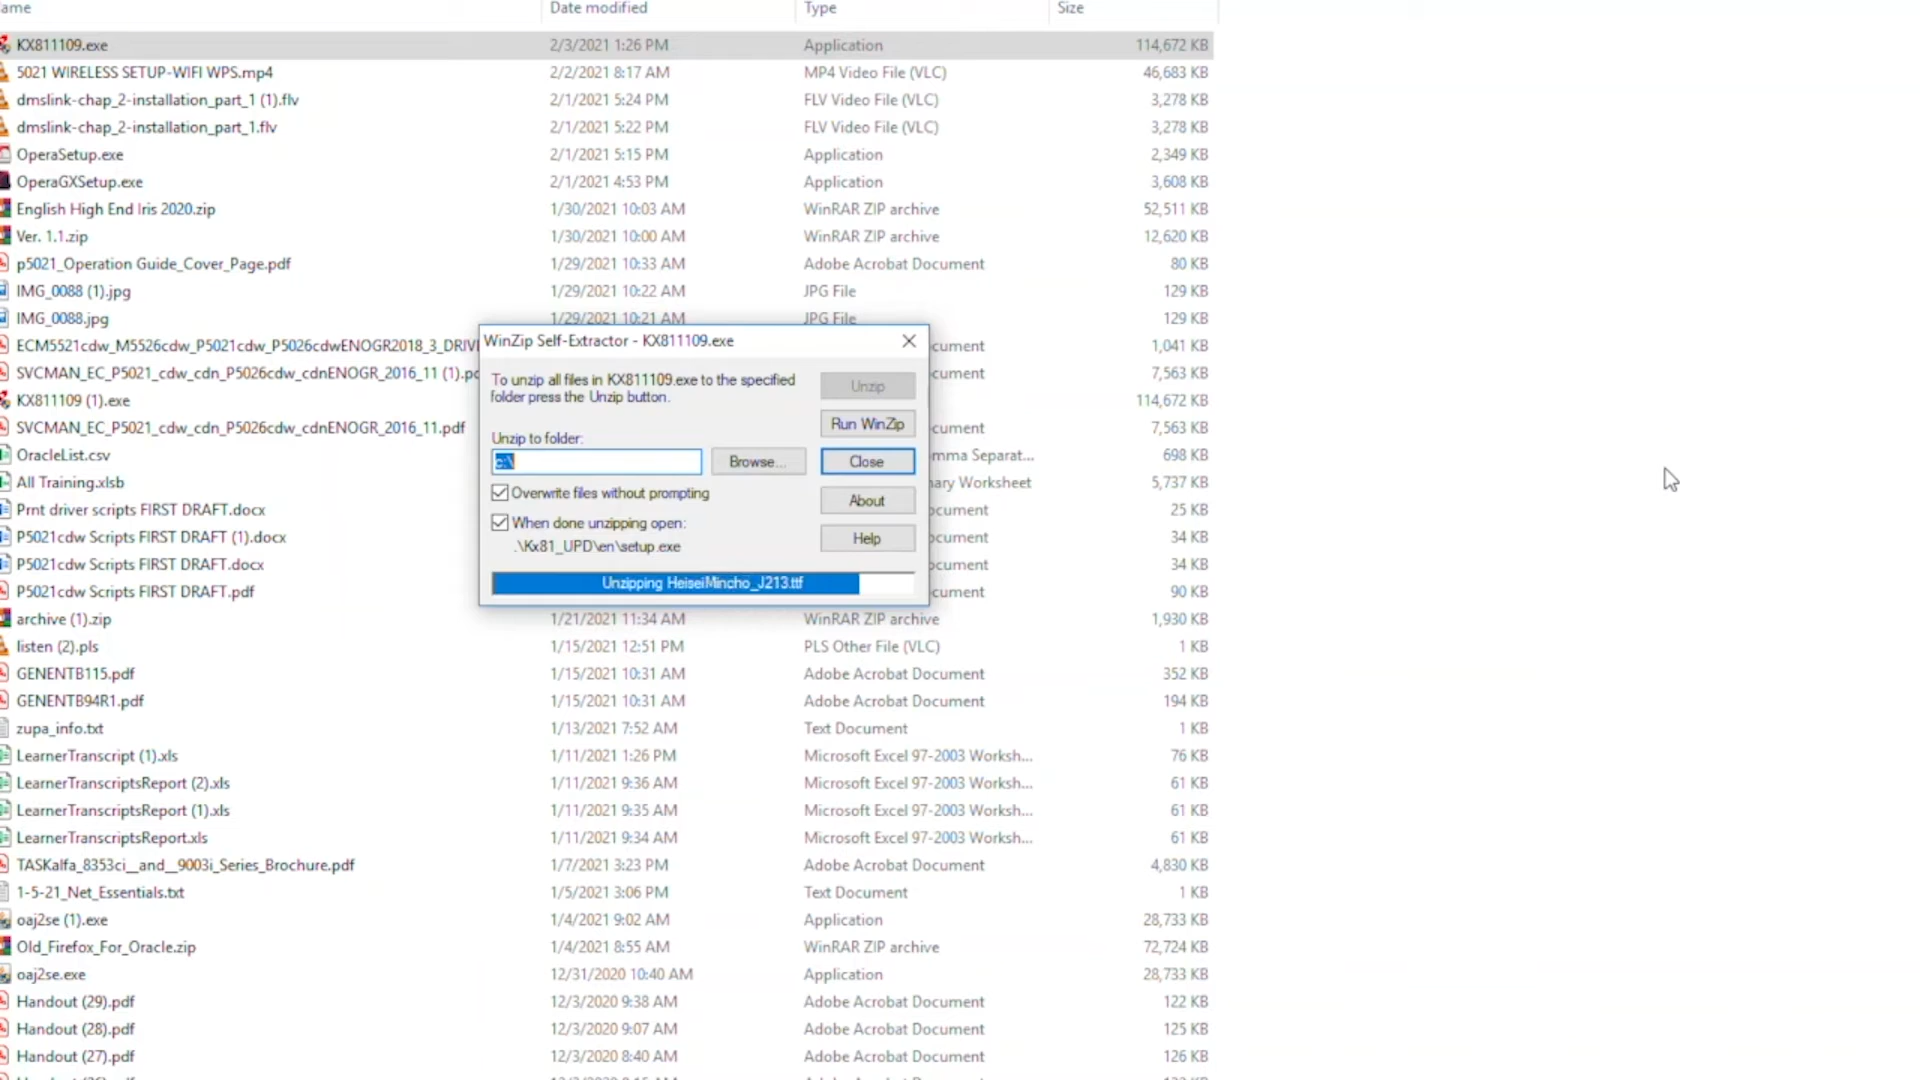 ame Date modified Type Size
KX811109.exe 2/3/2021 1:26 PM Application 114,672 KB
5021 WIRELESS SETUP-WIFI WPS.mp4 2/2/2021 8:17 AM MP4 Video File (VLC) 46,683 KB
dmslink-chap_2-installation_part_1 (1).flv 2/1/2021 5:24 PM FLV Video File (VLC) 3,278 KB
dmslink-chap_2-installation_part_1.flv 2/1/2021 5:22 PM FLV Video File (VLC) 3,278 KB
OperaSetup.exe 2/1/2021 5:15 PM Application 2,349 KB
OperaGXSetup.exe 2/1/2021 4:53 PM Application 3,608 KB
English High End Iris 2020.zip 1/30/2021 10:03 AM WinRAR ZIP archive 52,511 KB
Ver. 1.1.zip 1/30/2021 10:00 AM WinRAR ZIP archive 12,620 KB
p5021_Operation Guide_Cover_Page.pdf 1/29/2021 10:33 AM Adobe Acrobat Document 80 KB
IMG_0088 (1).jpg 1/29/2021 10:22 AM JPG File 129 KB
IMG_0088.jpg 1/29/2021 10:21 AM JPG File 129 KB
ECM5521cdw_M5526cdw_P5021cdw_P5026cdwENOGR2018_3_DRIVE cument 1,041 KB
SVCMAN_EC_P5021_cdw_cdn_P5026cdw_cdnENOGR_2016_11 (1).pd cument 7,563 KB
KX811109 (1).exe 114,672 KB
SVCMAN_EC_P5021_cdw_cdn_P5026cdw_cdnENOGR_2016_11.pdf cument 7,563 KB
OracleList.csv mma Separat... 698 KB
All Training.xlsb nary Worksheet 5,737 KB
Prnt driver scripts FIRST DRAFT.docx ocument 25 KB
P5021cdw Scripts FIRST DRAFT (1).docx ocument 34 KB
P5021cdw Scripts FIRST DRAFT.docx ocument 34 KB
P5021cdw Scripts FIRST DRAFT.pdf cument 90 KB
archive (1).zip 1/21/2021 11:34 AM WinRAR ZIP archive 1,930 KB
listen (2).pls 1/15/2021 12:51 PM PLS Other File (VLC) 1 KB
GENENTB115.pdf 1/15/2021 10:31 AM Adobe Acrobat Document 352 KB
GENENTB94R1.pdf 1/15/2021 10:31 AM Adobe Acrobat Document 194 KB
zupa_info.txt 1/13/2021 7:52 AM Text Document 1 KB
LearnerTranscript (1).xls 1/11/2021 1:26 PM Microsoft Excel 97-2003 Worksh... 76 KB
LearnerTranscriptsReport (2).xls 1/11/2021 9:36 AM Microsoft Excel 97-2003 Worksh... 61 KB
LearnerTranscriptsReport (1).xls 1/11/2021 9:35 AM Microsoft Excel 97-2003 Worksh... 61 KB
LearnerTranscriptsReport.xls 1/11/2021 9:34 AM Microsoft Excel 97-2003 Worksh... 61 KB
TASKalfa_8353ci__and__9003i_Series_Brochure.pdf 1/7/2021 3:23 PM Adobe Acrobat Document 4,830 KB
1-5-21_Net_Essentials.txt 1/5/2021 3:06 PM Text Document 1 KB
oaj2se (1).exe 1/4/2021 9:02 AM Application 28,733 KB
Old_Firefox_For_Oracle.zip 1/4/2021 8:55 AM WinRAR ZIP archive 72,724 KB
oaj2se.exe 12/31/2020 10:40 AM Application 28,733 KB
Handout (29).pdf 12/3/2020 9:38 AM Adobe Acrobat Document 122 KB
Handout (28).pdf 12/3/2020 9:07 AM Adobe Acrobat Document 125 KB
Handout (27).pdf 12/3/2020 8:40 AM Adobe Acrobat Document 126 KB
WinZip Self-Extractor - KX811109.exe
To unzip all files in KX811109.exe to the specified
folder press the Unzip button.
Unzip to folder:
c:\
Browse...
Overwrite files without prompting
When done unzipping open:
.\Kx81_UPD\en\setup.exe
Unzip
Run WinZip
Close
About
Help
Unzipping HeiseiMincho_J213.ttf